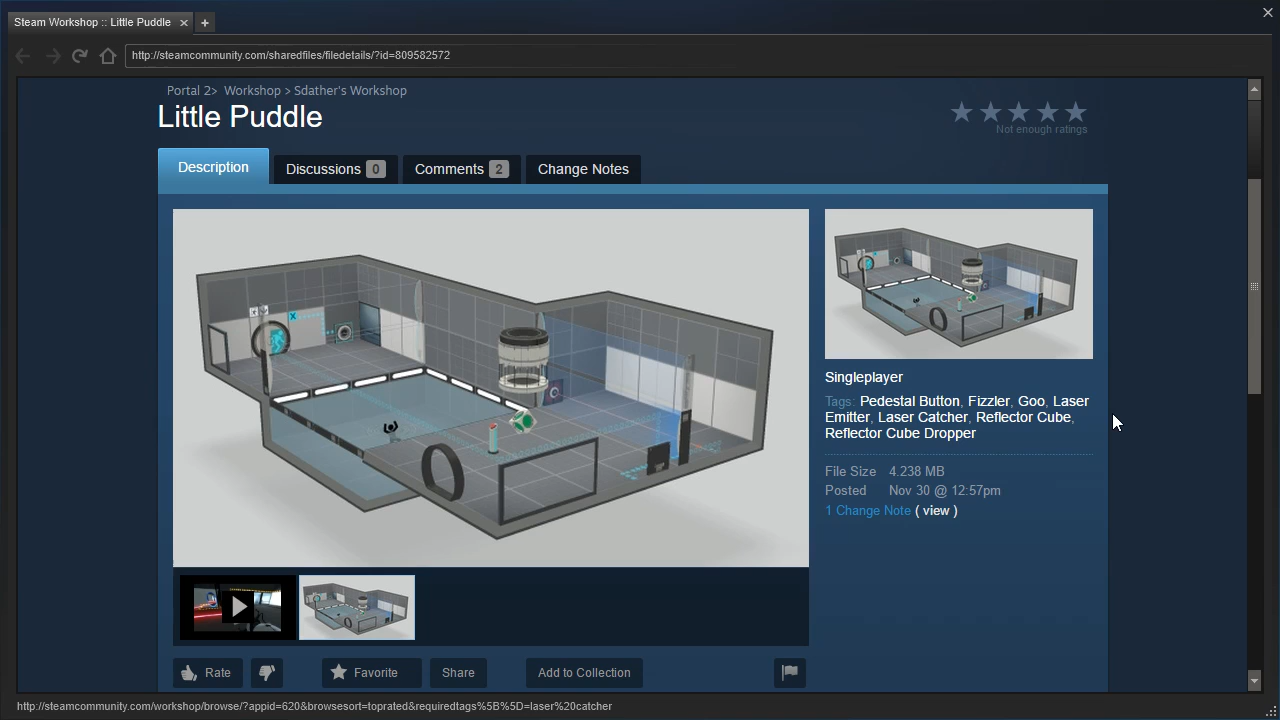 Steam Workshop :: Little Puddle
http://steamcommunity.com/sharedfiles/filedetails/?id=809582572
Portal 2> Workshop > Sdather's Workshop
Little Puddle
Not enough ratings
Description
Discussions 0
Comments 2
Change Notes
Singleplayer
Tags: Pedestal Button, Fizzler, Goo, Laser
Emitter, Laser Catcher, Reflector Cube,
Reflector Cube Dropper
File Size 4.238 MB
Posted Nov 30 @ 12:57pm
1 Change Note ( view )
Rate
Favorite
Share
Add to Collection
http://steamcommunity.com/workshop/browse/?appid=620&browsesort=toprated&requiredtags%5B%5D=laser%20catcher